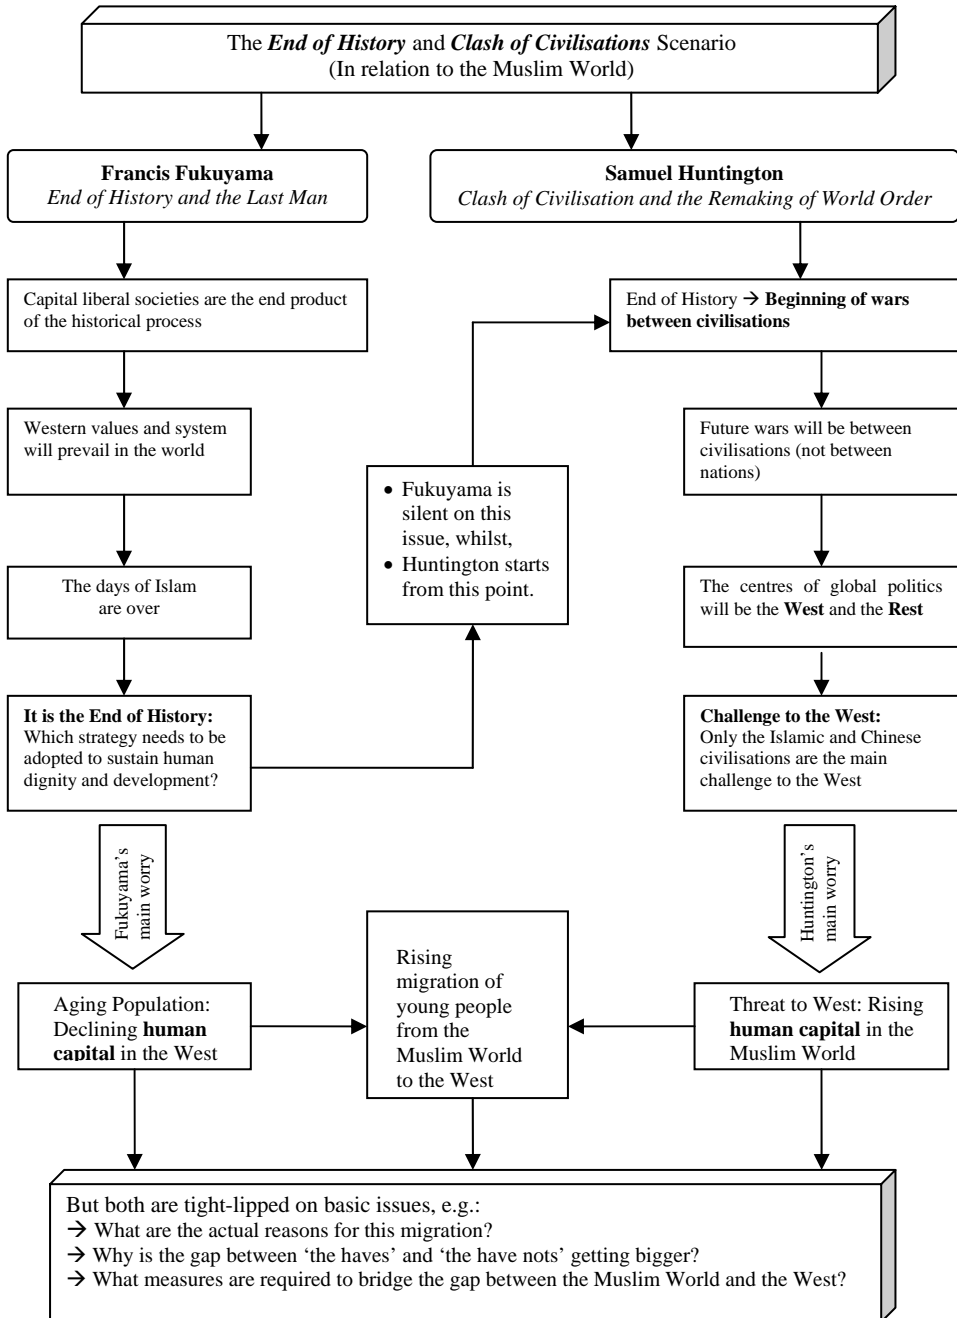 The End of History and Clash of Civilisations Scenario
(In relation to the Muslim World)
Francis Fukuyama
End of History and the Last Man
Samuel Huntington
Clash of Civilisation and the Remaking of World Order
Capital liberal societies are the end product
of the historical process
End of History → Beginning of wars
between civilisations
Western values and system
will prevail in the world
Future wars will be between
civilisations (not between
nations)
• Fukuyama is
silent on this
issue, whilst,
• Huntington starts
from this point.
The days of Islam
are over
The centres of global politics
will be the West and the Rest
It is the End of History:
Which strategy needs to be
adopted to sustain human
dignity and development?
Challenge to the West:
Only the Islamic and Chinese
civilisations are the main
challenge to the West
Fukuyama's
main worry
Huntington's
main worry
Aging Population:
Declining human
capital in the West
Rising
migration of
young people
from the
Muslim World
to the West
Threat to West: Rising
human capital in the
Muslim World
But both are tight-lipped on basic issues, e.g.:
→ What are the actual reasons for this migration?
→ Why is the gap between ‘the haves’ and ‘the have nots’ getting bigger?
→ What measures are required to bridge the gap between the Muslim World and the West?